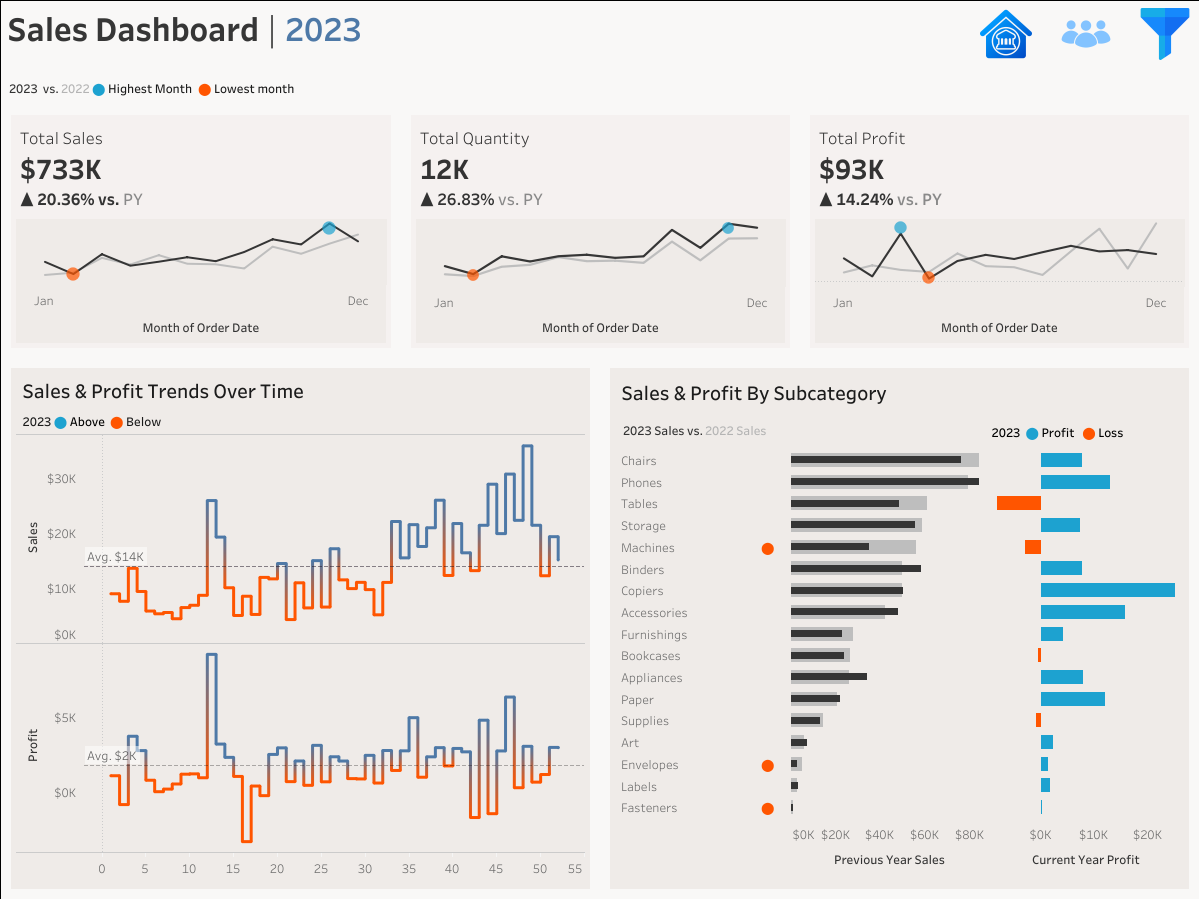 Sales Dashboard | 2023
2023 vs. 2022 Highest Month Lowest month
Total Sales
$733K
▲ 20.36% vs. PY
Jan Dec
Month of Order Date
Total Quantity
12K
▲ 26.83% vs. PY
Jan Dec
Month of Order Date
Total Profit
$93K
▲ 14.24% vs. PY
Jan Dec
Month of Order Date
Sales & Profit Trends Over Time
2023 Above Below
Sales
$30K
$20K
Avg. $14K
$10K
$0K
Profit
$5K
Avg. $2K
$0K
0 5 10 15 20 25 30 35 40 45 50 55
Sales & Profit By Subcategory
2023 Sales vs. 2022 Sales
2023 Profit Loss
Chairs
Phones
Tables
Storage
Machines
Binders
Copiers
Accessories
Furnishings
Bookcases
Appliances
Paper
Supplies
Art
Envelopes
Labels
Fasteners
$0K $20K $40K $60K $80K
Previous Year Sales
$0K $10K $20K
Current Year Profit